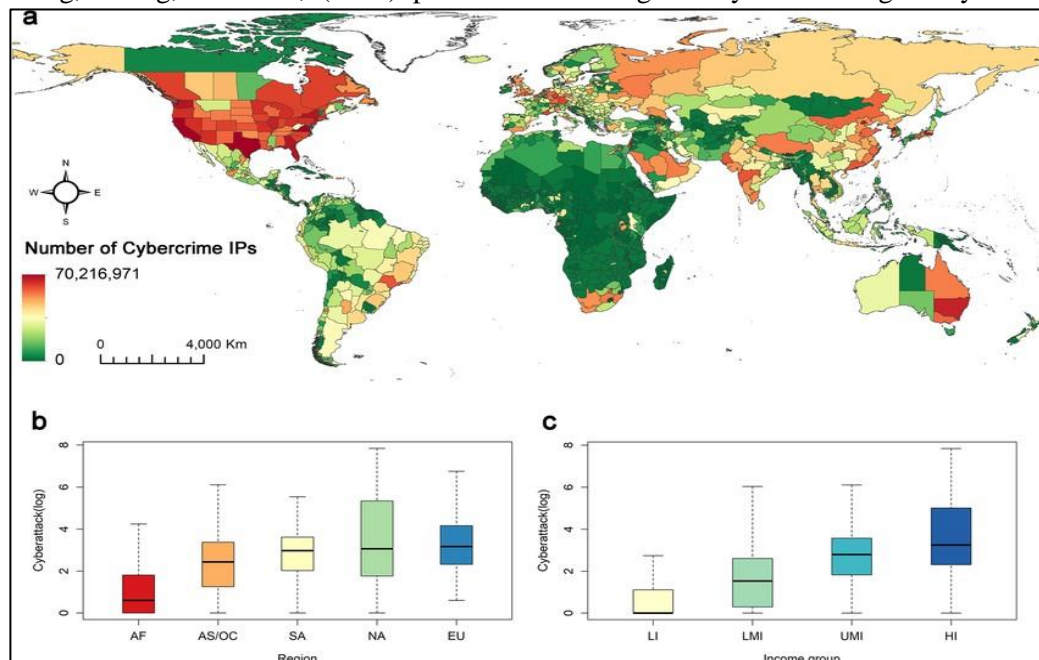 a
N
W E
S
Number of Cybercrime IPs
70,216,971
0
0 4,000 Km
b
Cyberattack(log)
0 2 4 6 8
AF AS/OC SA NA EU
Region
c
Cyberattack(log)
0 2 4 6 8
LI LMI UMI HI
Income group